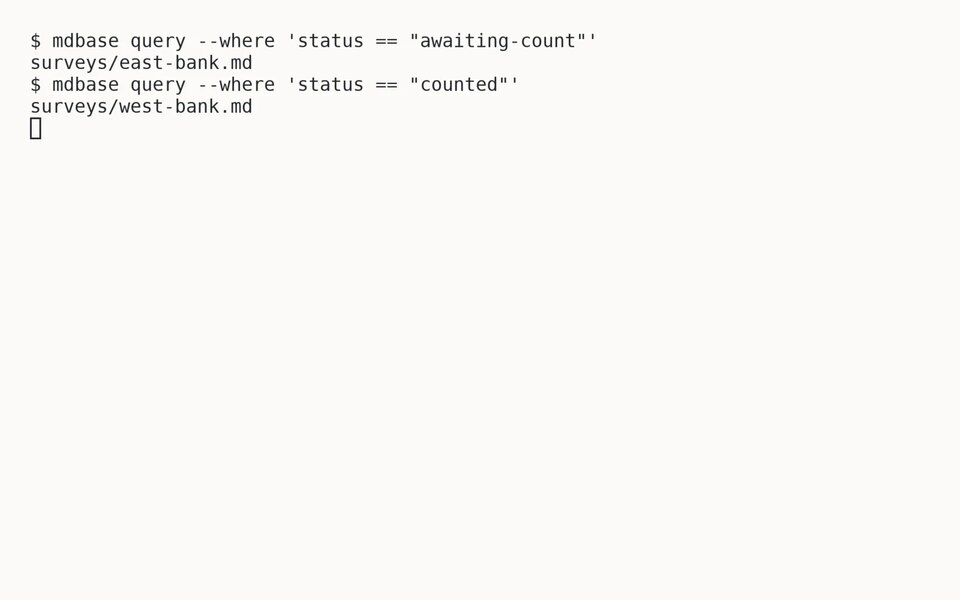 $ mdbase query --where 'status == "awaiting-count"'
surveys/east-bank.md
$ mdbase query --where 'status == "counted"'
surveys/west-bank.md